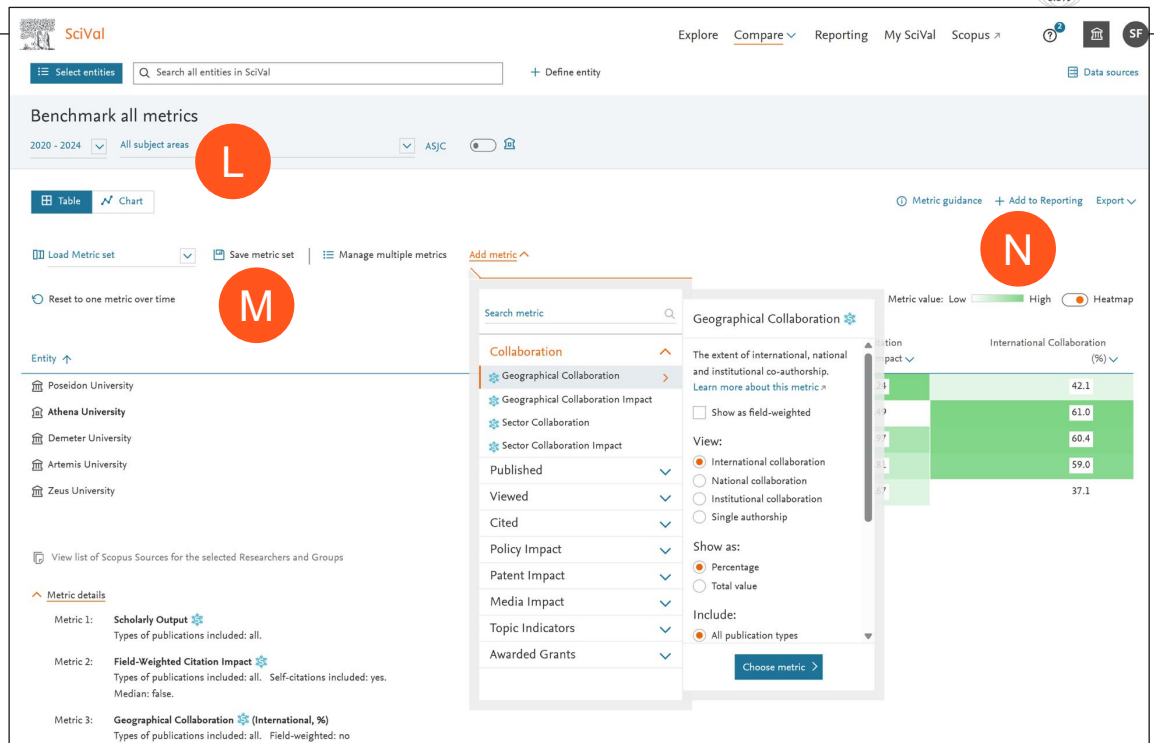 SciVal
Explore Compare Reporting My SciVal Scopus 2 SF
Select entities Search all entities in SciVal + Define entity Data sources
Benchmark all metrics
2020 - 2024 All subject areas ASJC
L
Table Chart Metric guidance + Add to Reporting Export
Load Metric set Save metric set Manage multiple metrics Add metric
N
M
Reset to one metric over time Metric value: Low High Heatmap
Search metric
Geographical Collaboration
Entity International Collaboration
(%)
Collaboration
The extent of international, national
and institutional co-authorship.
Learn more about this metric
Geographical Collaboration
Geographical Collaboration Impact
Sector Collaboration
Sector Collaboration Impact
Show as field-weighted
Poseidon University 42.1
Athena University 61.0
Demeter University 60.4
Artemis University 59.0
Zeus University 37.1
Published
Viewed
Cited
Policy Impact
Patent Impact
Media Impact
Topic Indicators
Awarded Grants
View:
International collaboration
National collaboration
Institutional collaboration
Single authorship
Show as:
Percentage
Total value
Include:
All publication types
Choose metric
View list of Scopus Sources for the selected Researchers and Groups
Metric details
Metric 1: Scholarly Output
Types of publications included: all.
Metric 2: Field-Weighted Citation Impact
Types of publications included: all. Self-citations included: yes.
Median: false.
Metric 3: Geographical Collaboration (International, %)
Types of publications included: all. Field-weighted: no